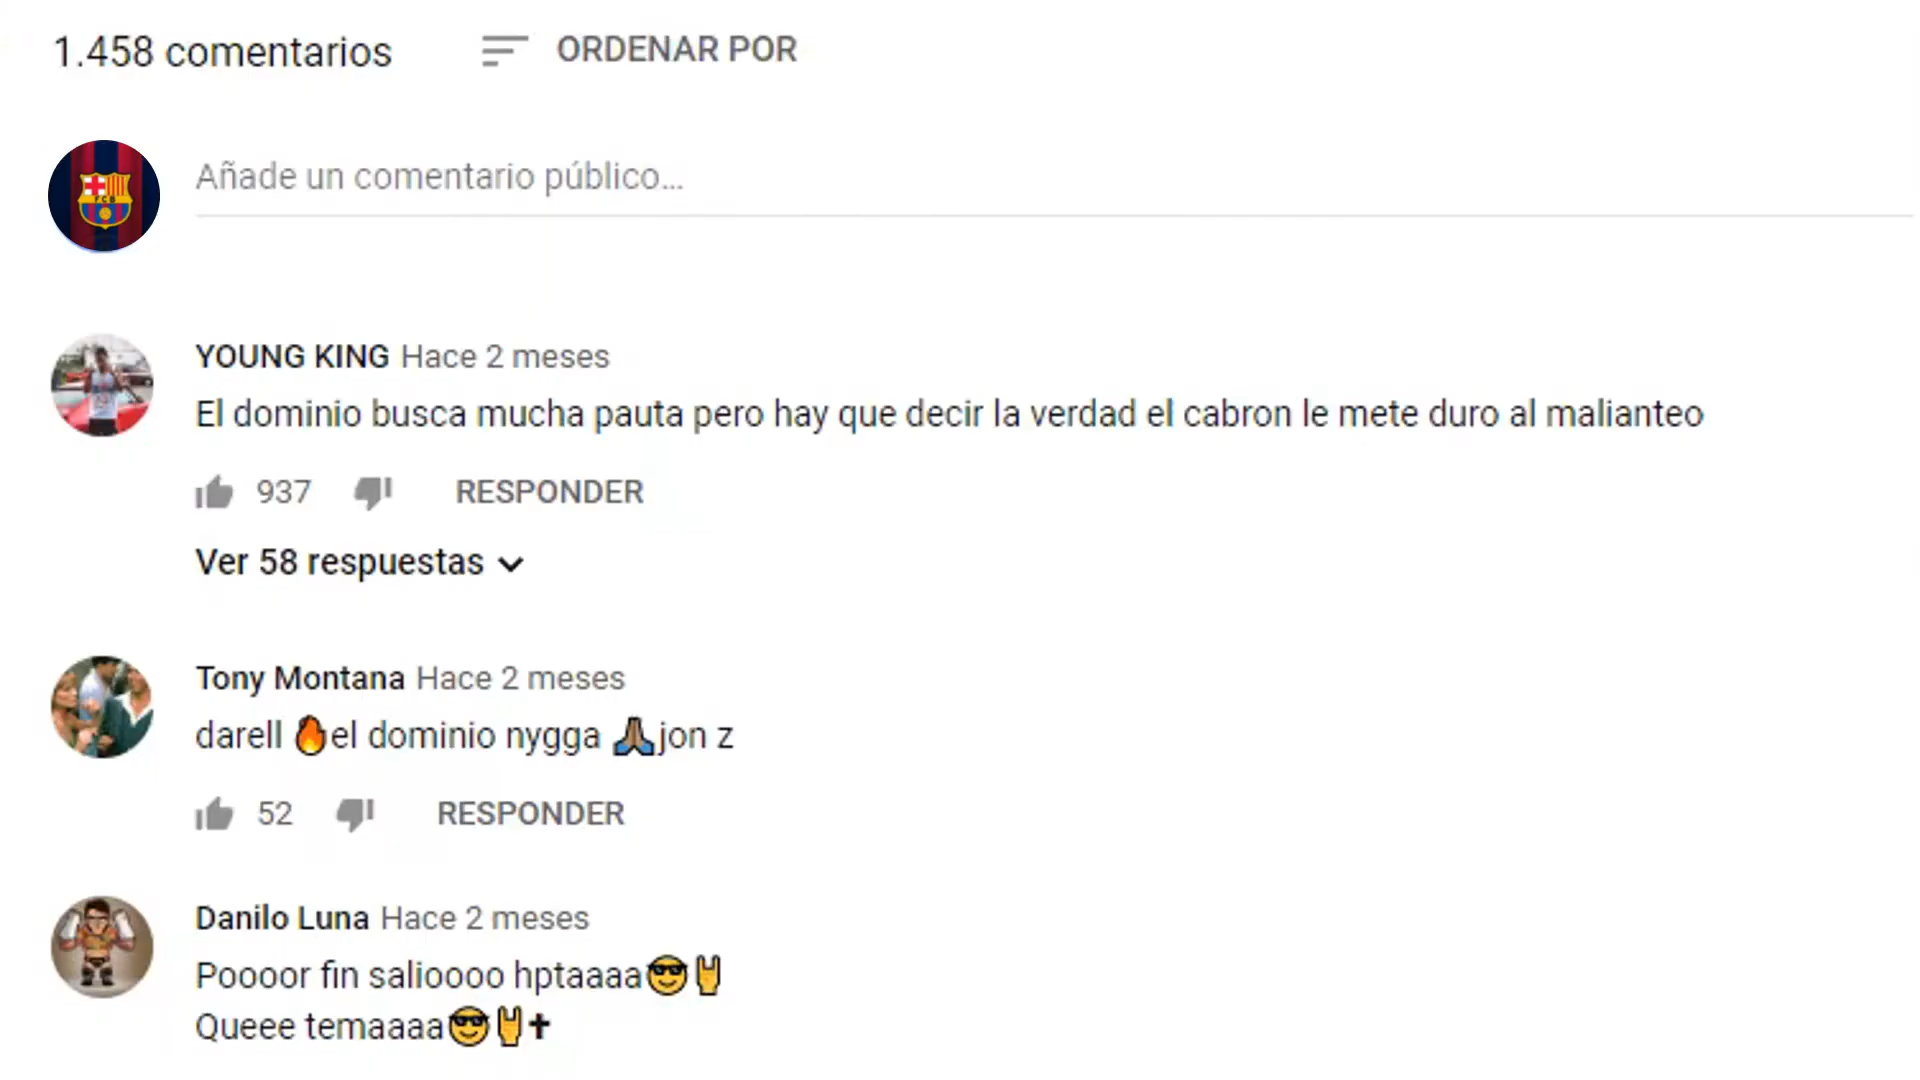 1.458 comentarios ORDENAR POR
FCB
Añade un comentario público...
YOUNG KING Hace 2 meses
El dominio busca mucha pauta pero hay que decir la verdad el cabron le mete duro al malianteo
937 RESPONDER
Ver 58 respuestas
Tony Montana Hace 2 meses
darell 🔥el dominio nygga 🙏🏽jon z
52 RESPONDER
Danilo Luna Hace 2 meses
Poooor fin salioooo hptaaaa😎🤘
Queee temaaaa😎🤘✝